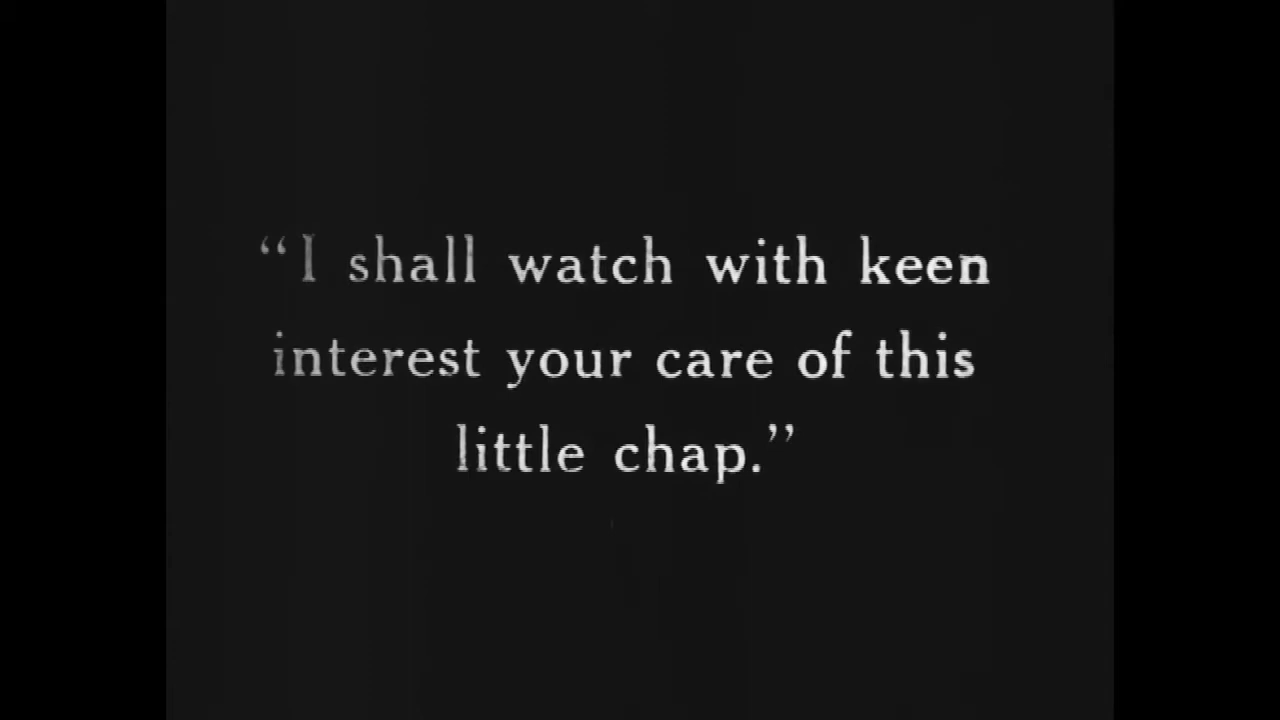 “I shall watch with keen
interest your care of this
little chap.”